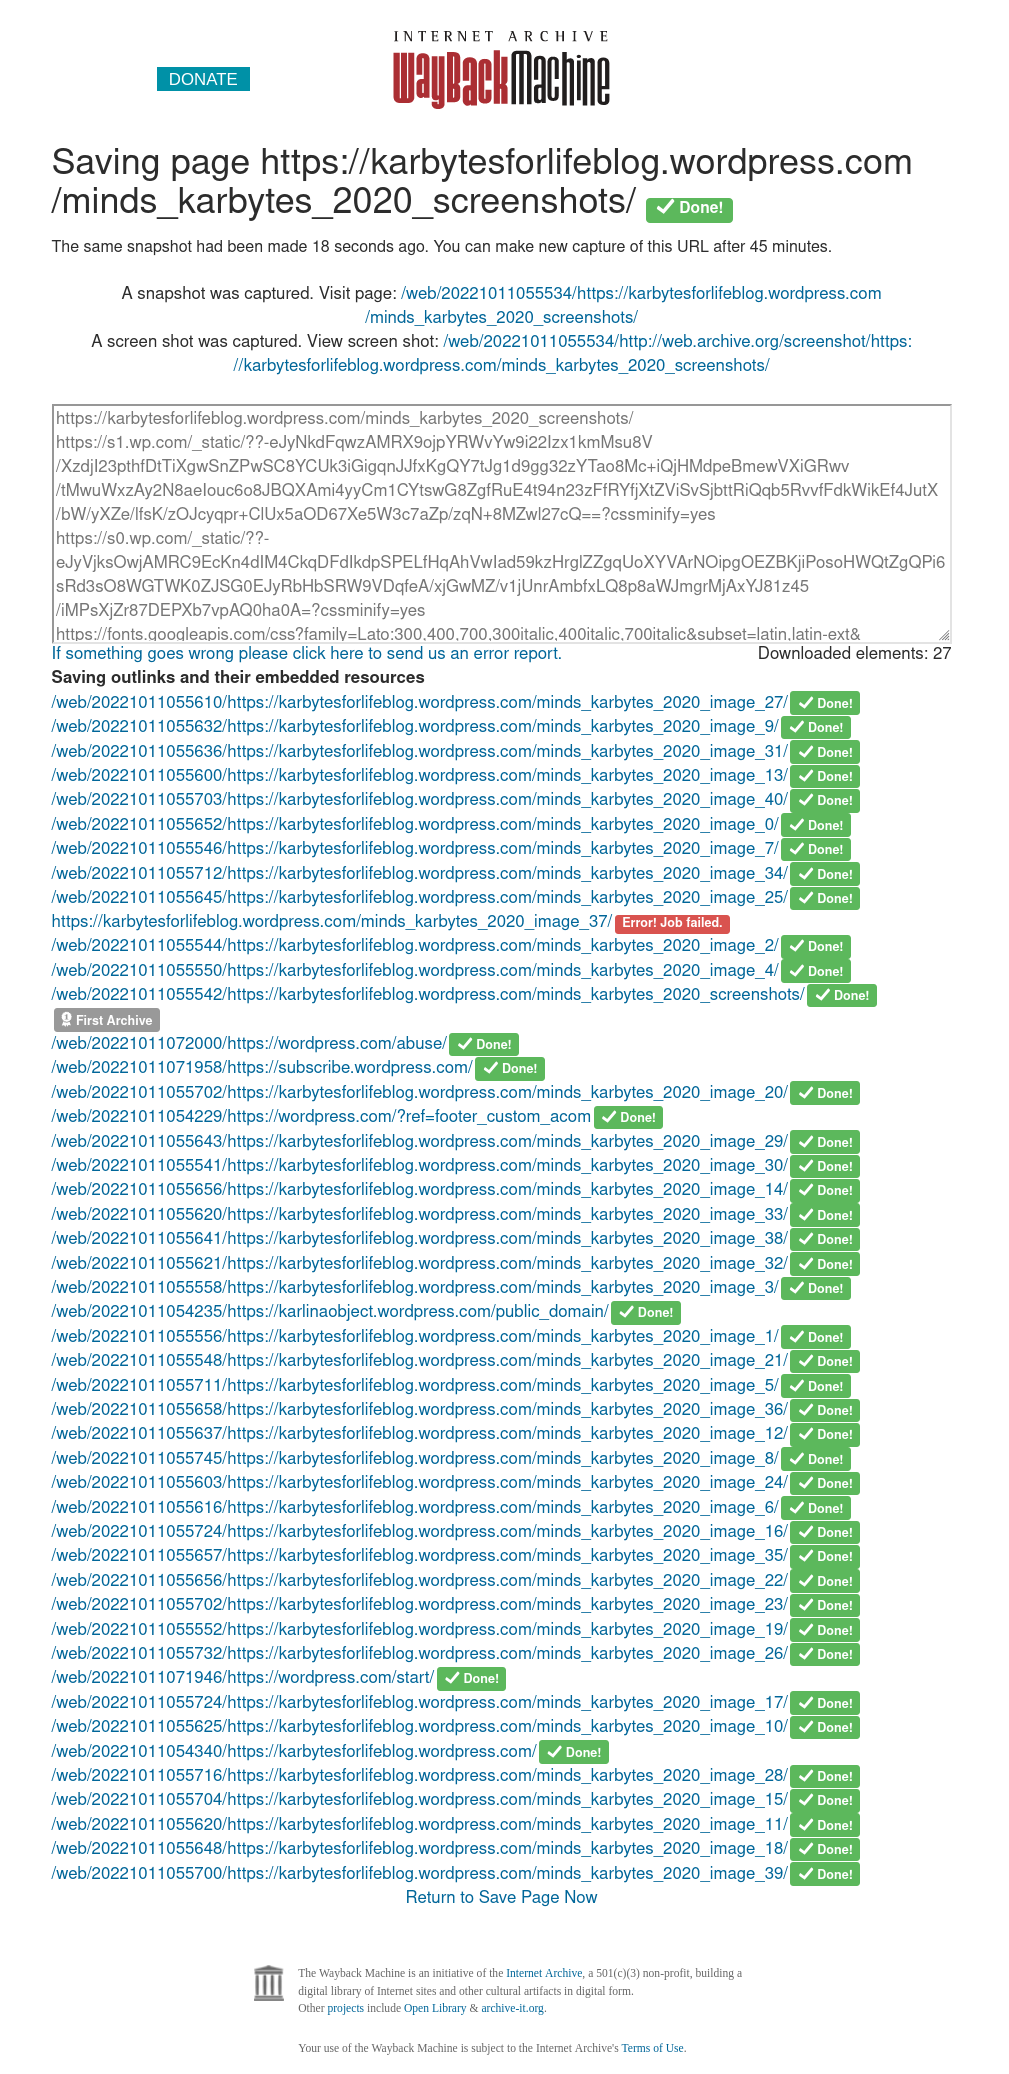 INTERNET ARCHIVE
WayBackMachine
DONATE
Saving page https://karbytesforlifeblog.wordpress.com
/minds_karbytes_2020_screenshots/ Done!
The same snapshot had been made 18 seconds ago. You can make new capture of this URL after 45 minutes.
A snapshot was captured. Visit page: /web/20221011055534/https://karbytesforlifeblog.wordpress.com
/minds_karbytes_2020_screenshots/
A screen shot was captured. View screen shot: /web/20221011055534/http://web.archive.org/screenshot/https:
//karbytesforlifeblog.wordpress.com/minds_karbytes_2020_screenshots/
https://karbytesforlifeblog.wordpress.com/minds_karbytes_2020_screenshots/
https://s1.wp.com/_static/??-eJyNkdFqwzAMRX9ojpYRWvYw9i22Izx1kmMsu8V
/XzdjI23pthfDtTiXgwSnZPwSC8YCUk3iGigqnJJfxKgQY7tJg1d9gg32zYTao8Mc+iQjHMdpeBmewVXiGRwv
/tMwuWxzAy2N8aeIouc6o8JBQXAmi4yyCm1CYtswG8ZgfRuE4t94n23zFfRYfjXtZViSvSjbttRiQqb5RvvfFdkWikEf4JutX
/bW/yXZe/lfsK/zOJcyqpr+ClUx5aOD67Xe5W3c7aZp/zqN+8MZwl27cQ==?cssminify=yes
https://s0.wp.com/_static/??-
eJyVjksOwjAMRC9EcKn4dIM4CkqDFdIkdpSPELfHqAhVwIad59kzHrglZZgqUoXYVArNOipgOEZBKjiPosoHWQtZgQPi6
sRd3sO8WGTWK0ZJSG0EJyRbHbSRW9VDqfeA/xjGwMZ/v1jUnrAmbfxLQ8p8aWJmgrMjAxYJ81z45
/iMPsXjZr87DEPXb7vpAQ0ha0A=?cssminify=yes
https://fonts.googleapis.com/css?family=Lato:300,400,700,300italic,400italic,700italic&subset=latin,latin-ext&
If something goes wrong please click here to send us an error report. Downloaded elements: 27
Saving outlinks and their embedded resources
/web/20221011055610/https://karbytesforlifeblog.wordpress.com/minds_karbytes_2020_image_27/ Done!
/web/20221011055632/https://karbytesforlifeblog.wordpress.com/minds_karbytes_2020_image_9/ Done!
/web/20221011055636/https://karbytesforlifeblog.wordpress.com/minds_karbytes_2020_image_31/ Done!
/web/20221011055600/https://karbytesforlifeblog.wordpress.com/minds_karbytes_2020_image_13/ Done!
/web/20221011055703/https://karbytesforlifeblog.wordpress.com/minds_karbytes_2020_image_40/ Done!
/web/20221011055652/https://karbytesforlifeblog.wordpress.com/minds_karbytes_2020_image_0/ Done!
/web/20221011055546/https://karbytesforlifeblog.wordpress.com/minds_karbytes_2020_image_7/ Done!
/web/20221011055712/https://karbytesforlifeblog.wordpress.com/minds_karbytes_2020_image_34/ Done!
/web/20221011055645/https://karbytesforlifeblog.wordpress.com/minds_karbytes_2020_image_25/ Done!
https://karbytesforlifeblog.wordpress.com/minds_karbytes_2020_image_37/ Error! Job failed.
/web/20221011055544/https://karbytesforlifeblog.wordpress.com/minds_karbytes_2020_image_2/ Done!
/web/20221011055550/https://karbytesforlifeblog.wordpress.com/minds_karbytes_2020_image_4/ Done!
/web/20221011055542/https://karbytesforlifeblog.wordpress.com/minds_karbytes_2020_screenshots/ Done!
First Archive
/web/20221011072000/https://wordpress.com/abuse/ Done!
/web/20221011071958/https://subscribe.wordpress.com/ Done!
/web/20221011055702/https://karbytesforlifeblog.wordpress.com/minds_karbytes_2020_image_20/ Done!
/web/20221011054229/https://wordpress.com/?ref=footer_custom_acom Done!
/web/20221011055643/https://karbytesforlifeblog.wordpress.com/minds_karbytes_2020_image_29/ Done!
/web/20221011055541/https://karbytesforlifeblog.wordpress.com/minds_karbytes_2020_image_30/ Done!
/web/20221011055656/https://karbytesforlifeblog.wordpress.com/minds_karbytes_2020_image_14/ Done!
/web/20221011055620/https://karbytesforlifeblog.wordpress.com/minds_karbytes_2020_image_33/ Done!
/web/20221011055641/https://karbytesforlifeblog.wordpress.com/minds_karbytes_2020_image_38/ Done!
/web/20221011055621/https://karbytesforlifeblog.wordpress.com/minds_karbytes_2020_image_32/ Done!
/web/20221011055558/https://karbytesforlifeblog.wordpress.com/minds_karbytes_2020_image_3/ Done!
/web/20221011054235/https://karlinaobject.wordpress.com/public_domain/ Done!
/web/20221011055556/https://karbytesforlifeblog.wordpress.com/minds_karbytes_2020_image_1/ Done!
/web/20221011055548/https://karbytesforlifeblog.wordpress.com/minds_karbytes_2020_image_21/ Done!
/web/20221011055711/https://karbytesforlifeblog.wordpress.com/minds_karbytes_2020_image_5/ Done!
/web/20221011055658/https://karbytesforlifeblog.wordpress.com/minds_karbytes_2020_image_36/ Done!
/web/20221011055637/https://karbytesforlifeblog.wordpress.com/minds_karbytes_2020_image_12/ Done!
/web/20221011055745/https://karbytesforlifeblog.wordpress.com/minds_karbytes_2020_image_8/ Done!
/web/20221011055603/https://karbytesforlifeblog.wordpress.com/minds_karbytes_2020_image_24/ Done!
/web/20221011055616/https://karbytesforlifeblog.wordpress.com/minds_karbytes_2020_image_6/ Done!
/web/20221011055724/https://karbytesforlifeblog.wordpress.com/minds_karbytes_2020_image_16/ Done!
/web/20221011055657/https://karbytesforlifeblog.wordpress.com/minds_karbytes_2020_image_35/ Done!
/web/20221011055656/https://karbytesforlifeblog.wordpress.com/minds_karbytes_2020_image_22/ Done!
/web/20221011055702/https://karbytesforlifeblog.wordpress.com/minds_karbytes_2020_image_23/ Done!
/web/20221011055552/https://karbytesforlifeblog.wordpress.com/minds_karbytes_2020_image_19/ Done!
/web/20221011055732/https://karbytesforlifeblog.wordpress.com/minds_karbytes_2020_image_26/ Done!
/web/20221011071946/https://wordpress.com/start/ Done!
/web/20221011055724/https://karbytesforlifeblog.wordpress.com/minds_karbytes_2020_image_17/ Done!
/web/20221011055625/https://karbytesforlifeblog.wordpress.com/minds_karbytes_2020_image_10/ Done!
/web/20221011054340/https://karbytesforlifeblog.wordpress.com/ Done!
/web/20221011055716/https://karbytesforlifeblog.wordpress.com/minds_karbytes_2020_image_28/ Done!
/web/20221011055704/https://karbytesforlifeblog.wordpress.com/minds_karbytes_2020_image_15/ Done!
/web/20221011055620/https://karbytesforlifeblog.wordpress.com/minds_karbytes_2020_image_11/ Done!
/web/20221011055648/https://karbytesforlifeblog.wordpress.com/minds_karbytes_2020_image_18/ Done!
/web/20221011055700/https://karbytesforlifeblog.wordpress.com/minds_karbytes_2020_image_39/ Done!
Return to Save Page Now
The Wayback Machine is an initiative of the Internet Archive, a 501(c)(3) non-profit, building a
digital library of Internet sites and other cultural artifacts in digital form.
Other projects include Open Library & archive-it.org.
Your use of the Wayback Machine is subject to the Internet Archive's Terms of Use.